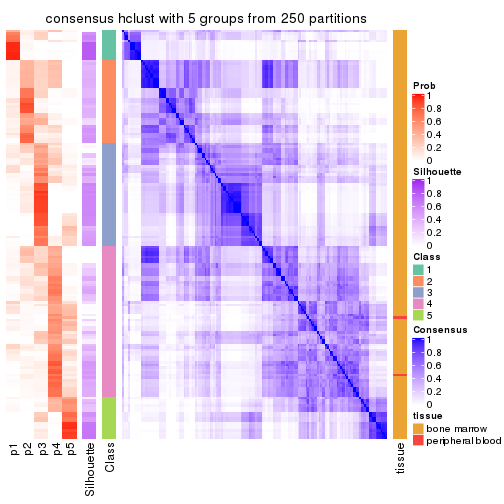 consensus hclust with 5 groups from 250 partitions
Prob
1
0.8
0.6
0.4
0.2
0
Silhouette
1
0.8
0.6
0.4
0.2
0
Class
1
2
3
4
5
Consensus
1
0.8
0.6
0.4
0.2
0
tissue
bone marrow
peripheral blood
p1
p2
p3
p4
p5
Silhouette
Class
tissue